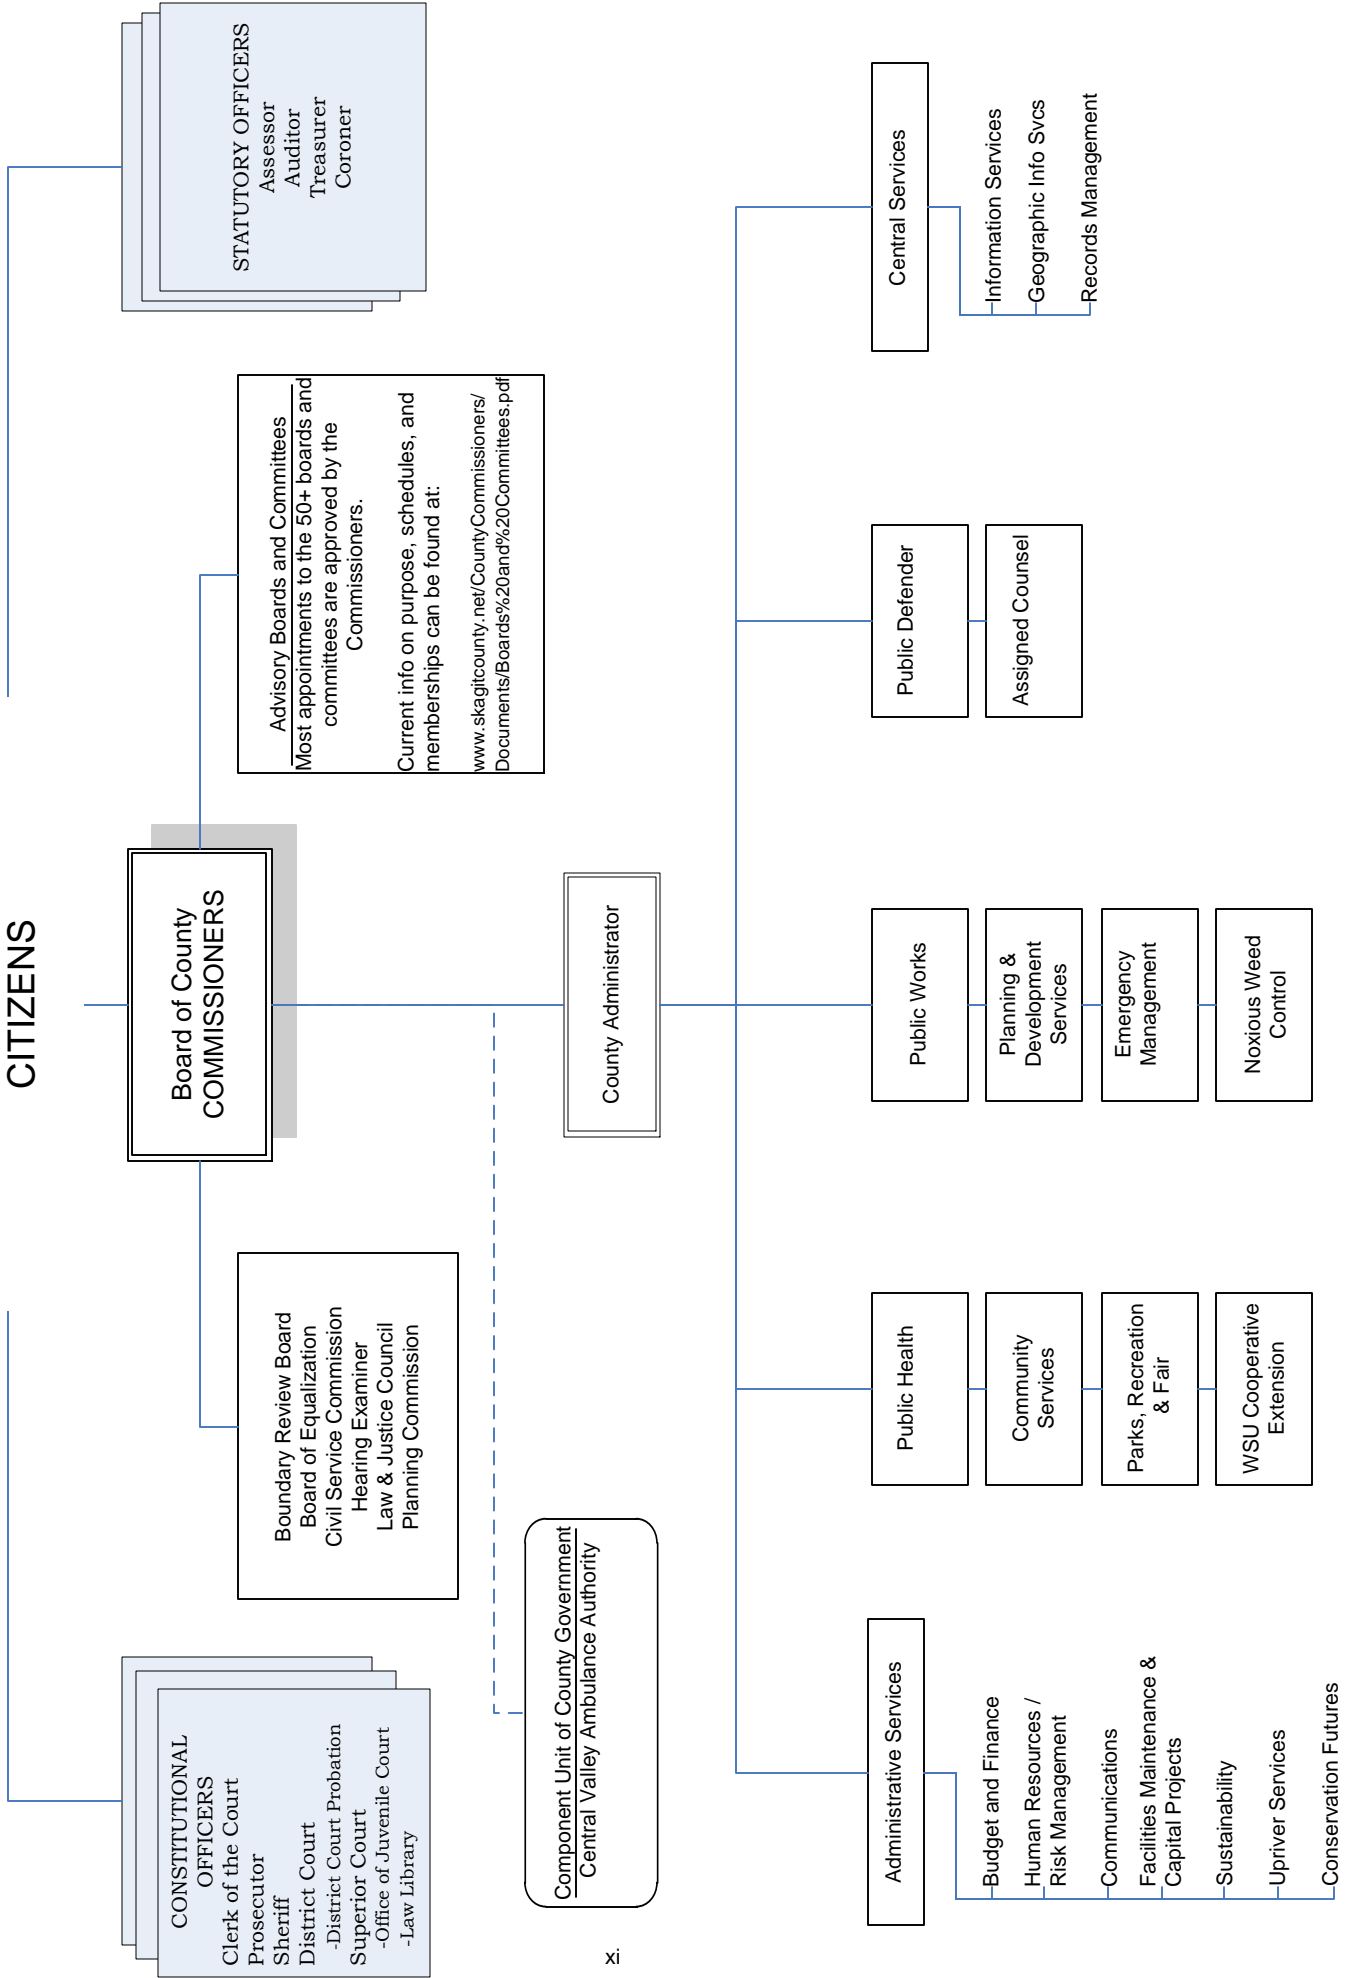 CITIZENS
CONSTITUTIONAL
OFFICERS
Clerk of the Court
Prosecutor
Sheriff
District Court
-District Court Probation
Superior Court
-Office of Juvenile Court
-Law Library
Boundary Review Board
Board of Equalization
Civil Service Commission
Hearing Examiner
Law & Justice Council
Planning Commission
Board of County
COMMISSIONERS
Advisory Boards and Committees
Most appointments to the 50+ boards and
committees are approved by the
Commissioners.
Current info on purpose, schedules, and
memberships can be found at:
www.skagitcounty.net/CountyCommissioners/
Documents/Boards%20and%20Committees.pdf
STATUTORY OFFICERS
Assessor
Auditor
Treasurer
Coroner
Component Unit of County Government
Central Valley Ambulance Authority
County Administrator
Administrative Services
Budget and Finance
Human Resources /
Risk Management
Communications
Facilities Maintenance &
Capital Projects
Sustainability
Upriver Services
Conservation Futures
Public Health
Community
Services
Parks, Recreation
& Fair
WSU Cooperative
Extension
Public Works
Planning &
Development
Services
Emergency
Management
Noxious Weed
Control
Public Defender
Assigned Counsel
Central Services
Information Services
Geographic Info Svcs
Records Management
xi